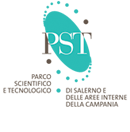 PST
PARCO
SCIENTIFICO
E TECNOLOGICO
DI SALERNO E
DELLE AREE INTERNE
DELLA CAMPANIA